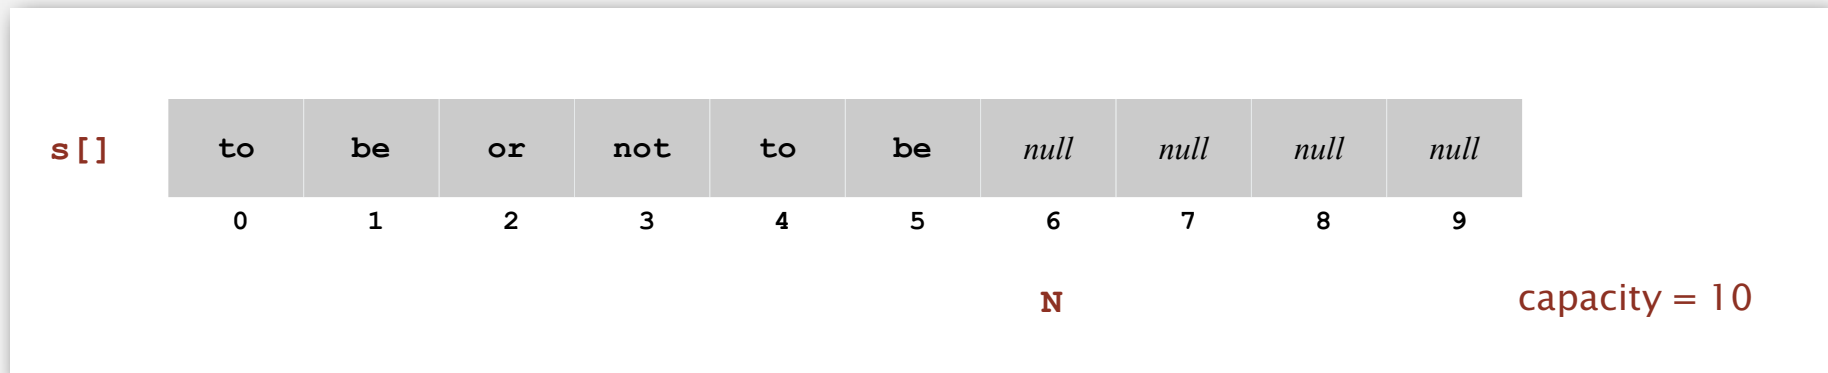 s[] to be or not to be null null null null
0 1 2 3 4 5 6 7 8 9
N capacity = 10